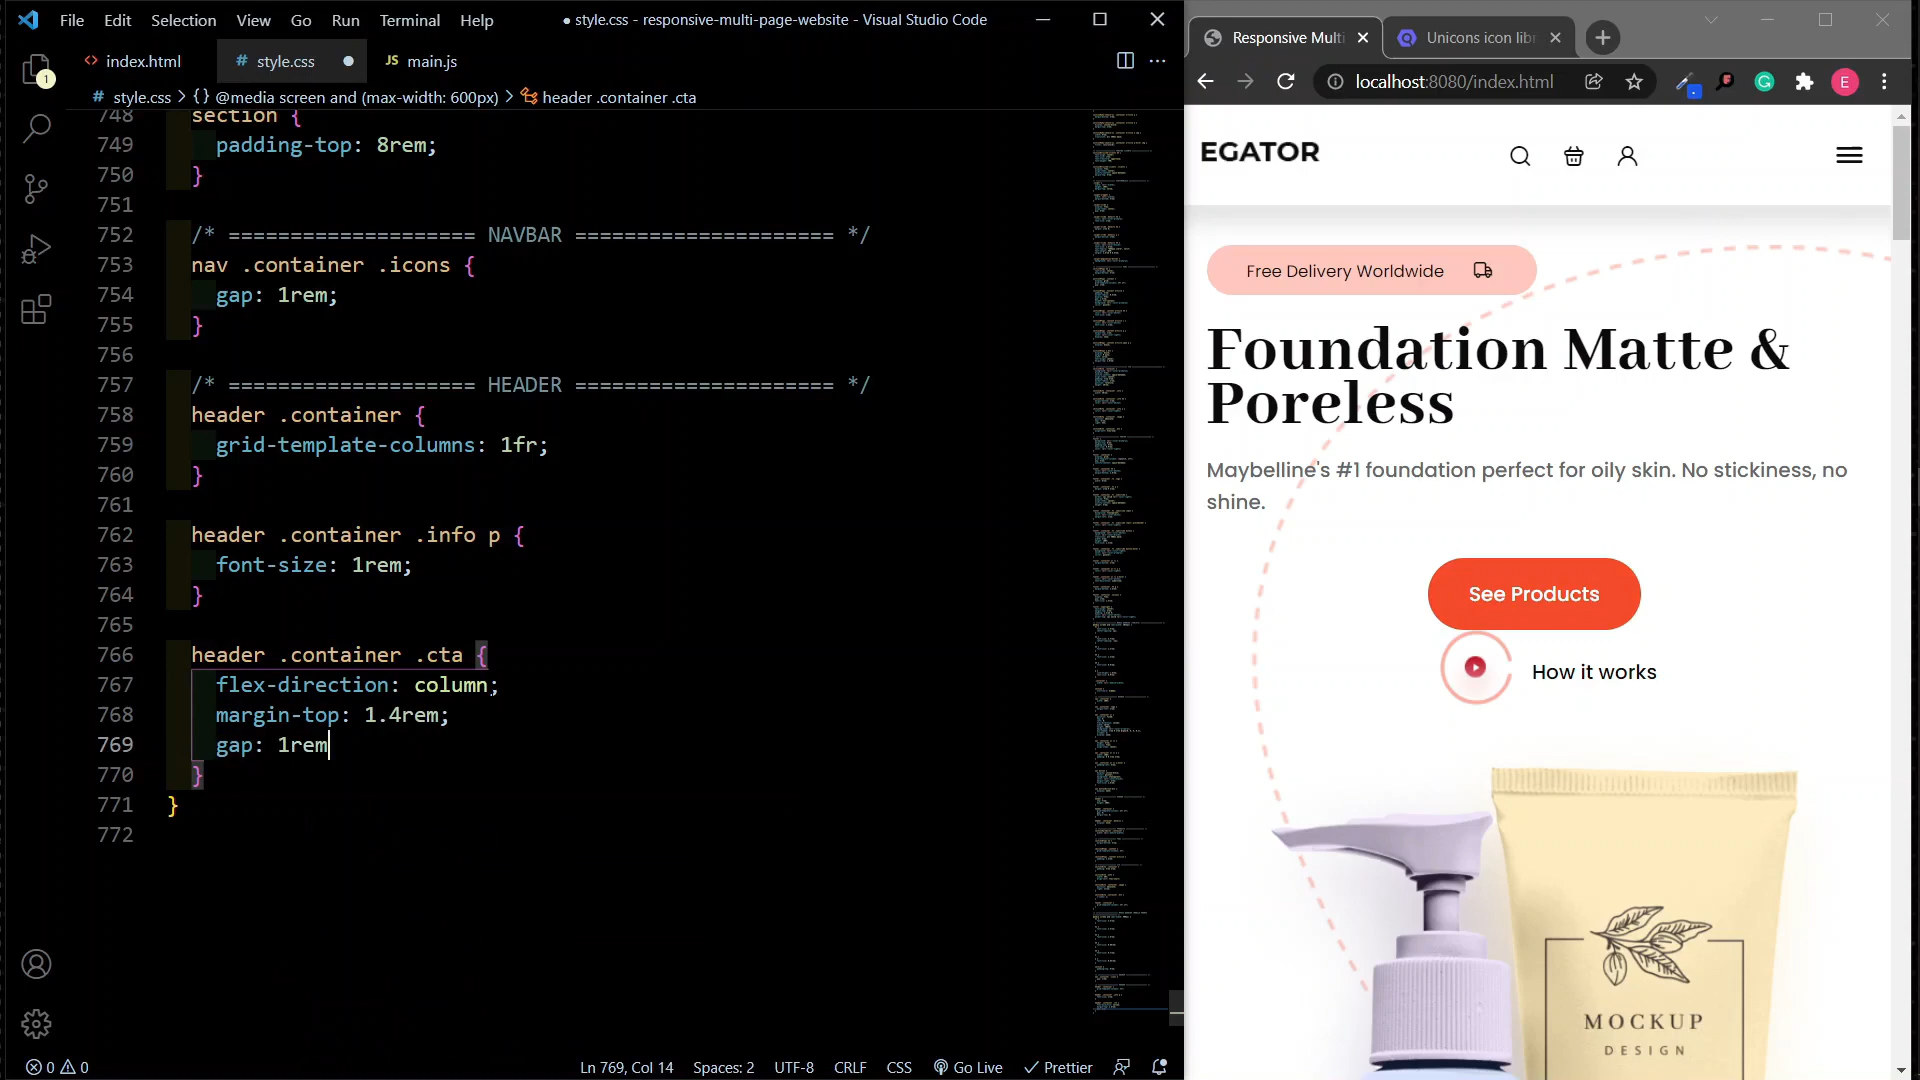 File Edit Selection View Go Run Terminal Help
● style.css - responsive-multi-page-website - Visual Studio Code
index.html
# style.css ●
JS main.js
# style.css > {} @media screen and (max-width: 600px) > header .container .cta
748 section {
749 padding-top: 8rem;
750 }
751
752 /* ==================== NAVBAR ===================== */
753 nav .container .icons {
754 gap: 1rem;
755 }
756
757 /* ==================== HEADER ===================== */
758 header .container {
759 grid-template-columns: 1fr;
760 }
761
762 header .container .info p {
763 font-size: 1rem;
764 }
765
766 header .container .cta {
767 flex-direction: column;
768 margin-top: 1.4rem;
769 gap: 1rem
770 }
771 }
772
1
0 0
Ln 769, Col 14 Spaces: 2 UTF-8 CRLF CSS Go Live Prettier
Responsive Multi
Unicons icon lib
localhost:8080/index.html
E
EGATOR
Free Delivery Worldwide
Foundation Matte &
Poreless
Maybelline's #1 foundation perfect for oily skin. No stickiness, no
shine.
See Products
How it works
MOCKUP
DESIGN